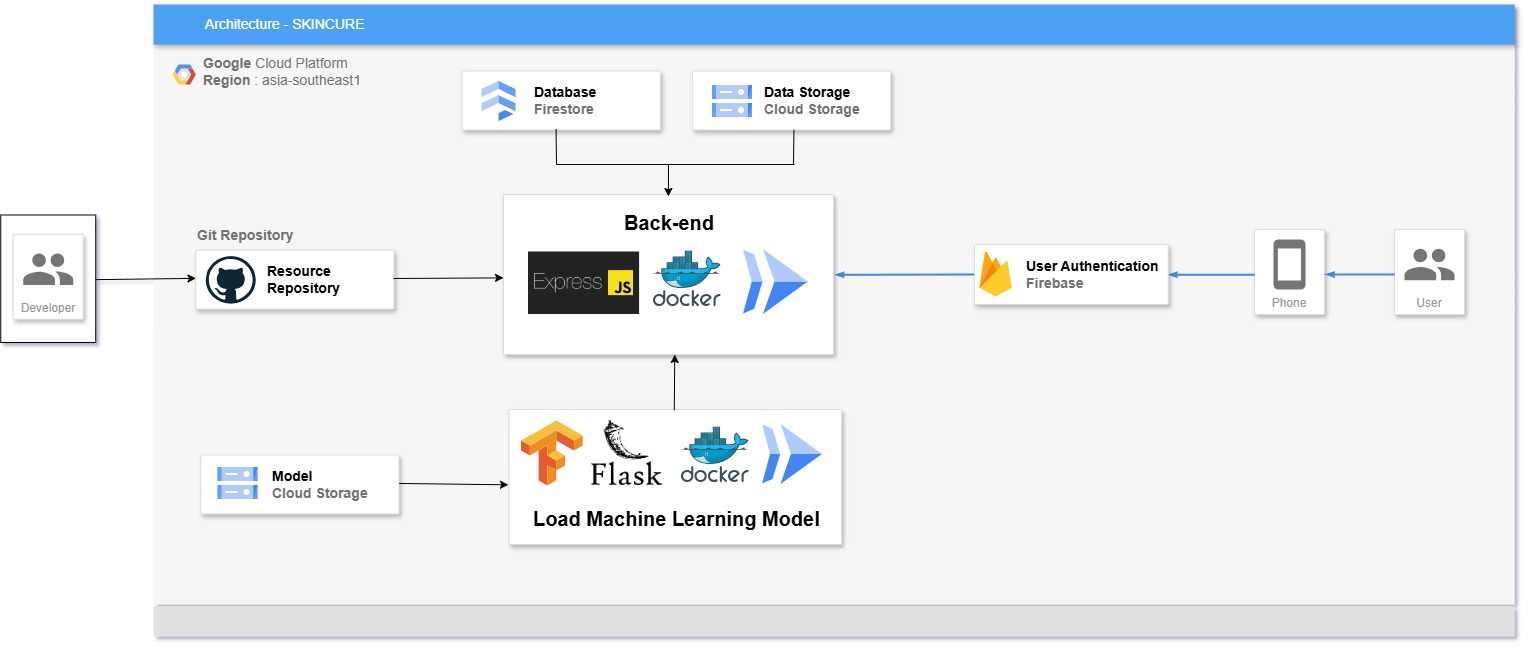 Architecture - SKINCURE
Google Cloud Platform
Region : asia-southeast1
Database
Firestore
Data Storage
Cloud Storage
Developer
Git Repository
Resource
Repository
Back-end
Express
JS
docker
User Authentication
Firebase
Phone
User
Model
Cloud Storage
Flask
docker
Load Machine Learning Model